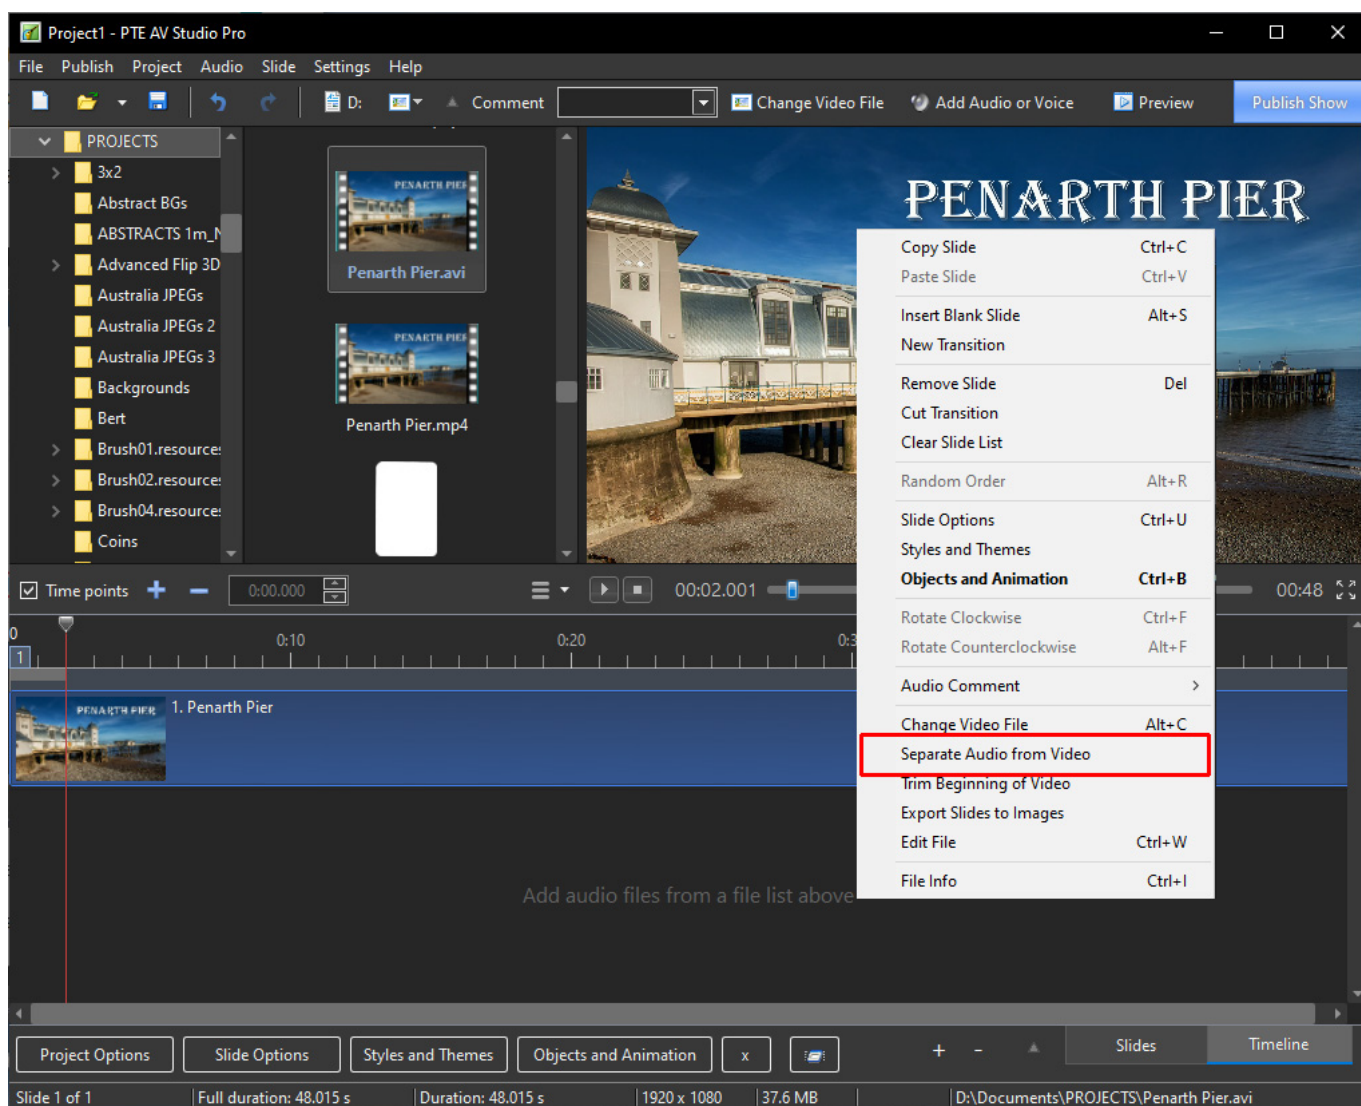 Project1 - PTE AV Studio Pro
File Publish Project Audio Slide Settings Help
D: Comment Change Video File Add Audio or Voice Preview Publish Show
PROJECTS
3x2
Abstract BGs
ABSTRACTS 1m_
Advanced Flip 3D
Australia JPEGs
Australia JPEGs 2
Australia JPEGs 3
Backgrounds
Bert
Brush01.resource
Brush02.resource
Brush04.resource
Coins
PENARTH PIER
Penarth Pier.avi
PENARTH PIER
Penarth Pier.mp4
PENARTH PIER
Copy Slide Ctrl+C
Paste Slide Ctrl+V
Insert Blank Slide Alt+S
New Transition
Remove Slide Del
Cut Transition
Clear Slide List
Random Order Alt+R
Slide Options Ctrl+U
Styles and Themes
Objects and Animation Ctrl+B
Rotate Clockwise Ctrl+F
Rotate Counterclockwise Alt+F
Audio Comment
Change Video File Alt+C
Separate Audio from Video
Trim Beginning of Video
Export Slides to Images
Edit File Ctrl+W
File Info Ctrl+I
Time points 0:00.000 00:02.001 00:48
0 0:10 0:20 0:3
1
PENARTH PIER 1. Penarth Pier
Add audio files from a file list above
Project Options Slide Options Styles and Themes Objects and Animation x + - Slides Timeline
Slide 1 of 1 Full duration: 48.015 s Duration: 48.015 s 1920 x 1080 37.6 MB D:\Documents\PROJECTS\Penarth Pier.avi